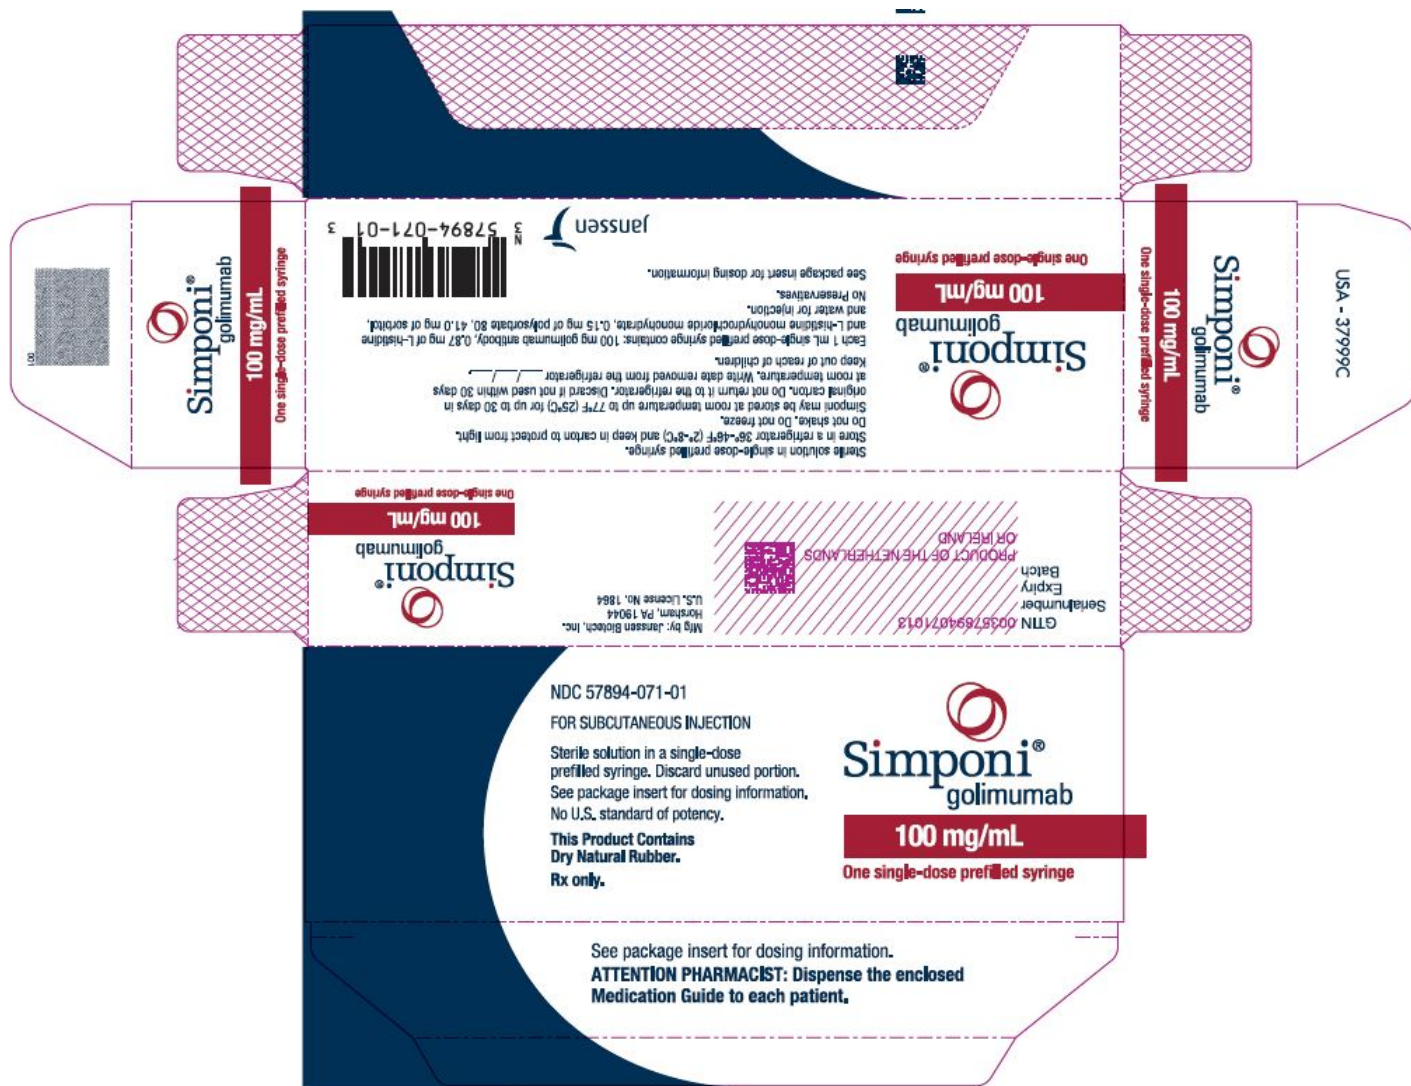 USA - 37999C
001
Simponi®
golimumab
100 mg/mL
One single-dose prefilled syringe
Simponi®
golimumab
100 mg/mL
One single-dose prefilled syringe
Sterile solution in single-dose prefilled syringe.
Store in a refrigerator 36°-46°F (2°-8°C) and keep in carton to protect from light.
Do not shake. Do not freeze.
Simponi may be stored at room temperature up to 77°F (25°C) for up to 30 days in
original carton. Do not return it to the refrigerator. Discard if not used within 30 days
at room temperature. Write date removed from the refrigerator ___/___/___.
Keep out of reach of children.
Each 1 mL single-dose prefilled syringe contains: 100 mg golimumab antibody, 0.87 mg of L-histidine
and L-histidine monohydrochloride monohydrate, 0.15 mg of polysorbate 80, 41.0 mg of sorbitol,
and water for injection.
No Preservatives.
See package insert for dosing information.
janssen
N
3 57894-071-01 3
Simponi®
golimumab
100 mg/mL
One single-dose prefilled syringe
GTIN 00357894071013
Serialnumber
Expiry
Batch
PRODUCT OF THE NETHERLANDS
OR IRELAND
Mfg by: Janssen Biotech, Inc.
Horsham, PA 19044
U.S. License No. 1864
Simponi®
golimumab
100 mg/mL
One single-dose prefilled syringe
NDC 57894-071-01
FOR SUBCUTANEOUS INJECTION
Sterile solution in a single-dose
prefilled syringe. Discard unused portion.
See package insert for dosing information.
No U.S. standard of potency.
This Product Contains
Dry Natural Rubber.
Rx only.
Simponi®
golimumab
100 mg/mL
One single-dose prefilled syringe
See package insert for dosing information.
ATTENTION PHARMACIST: Dispense the enclosed
Medication Guide to each patient.